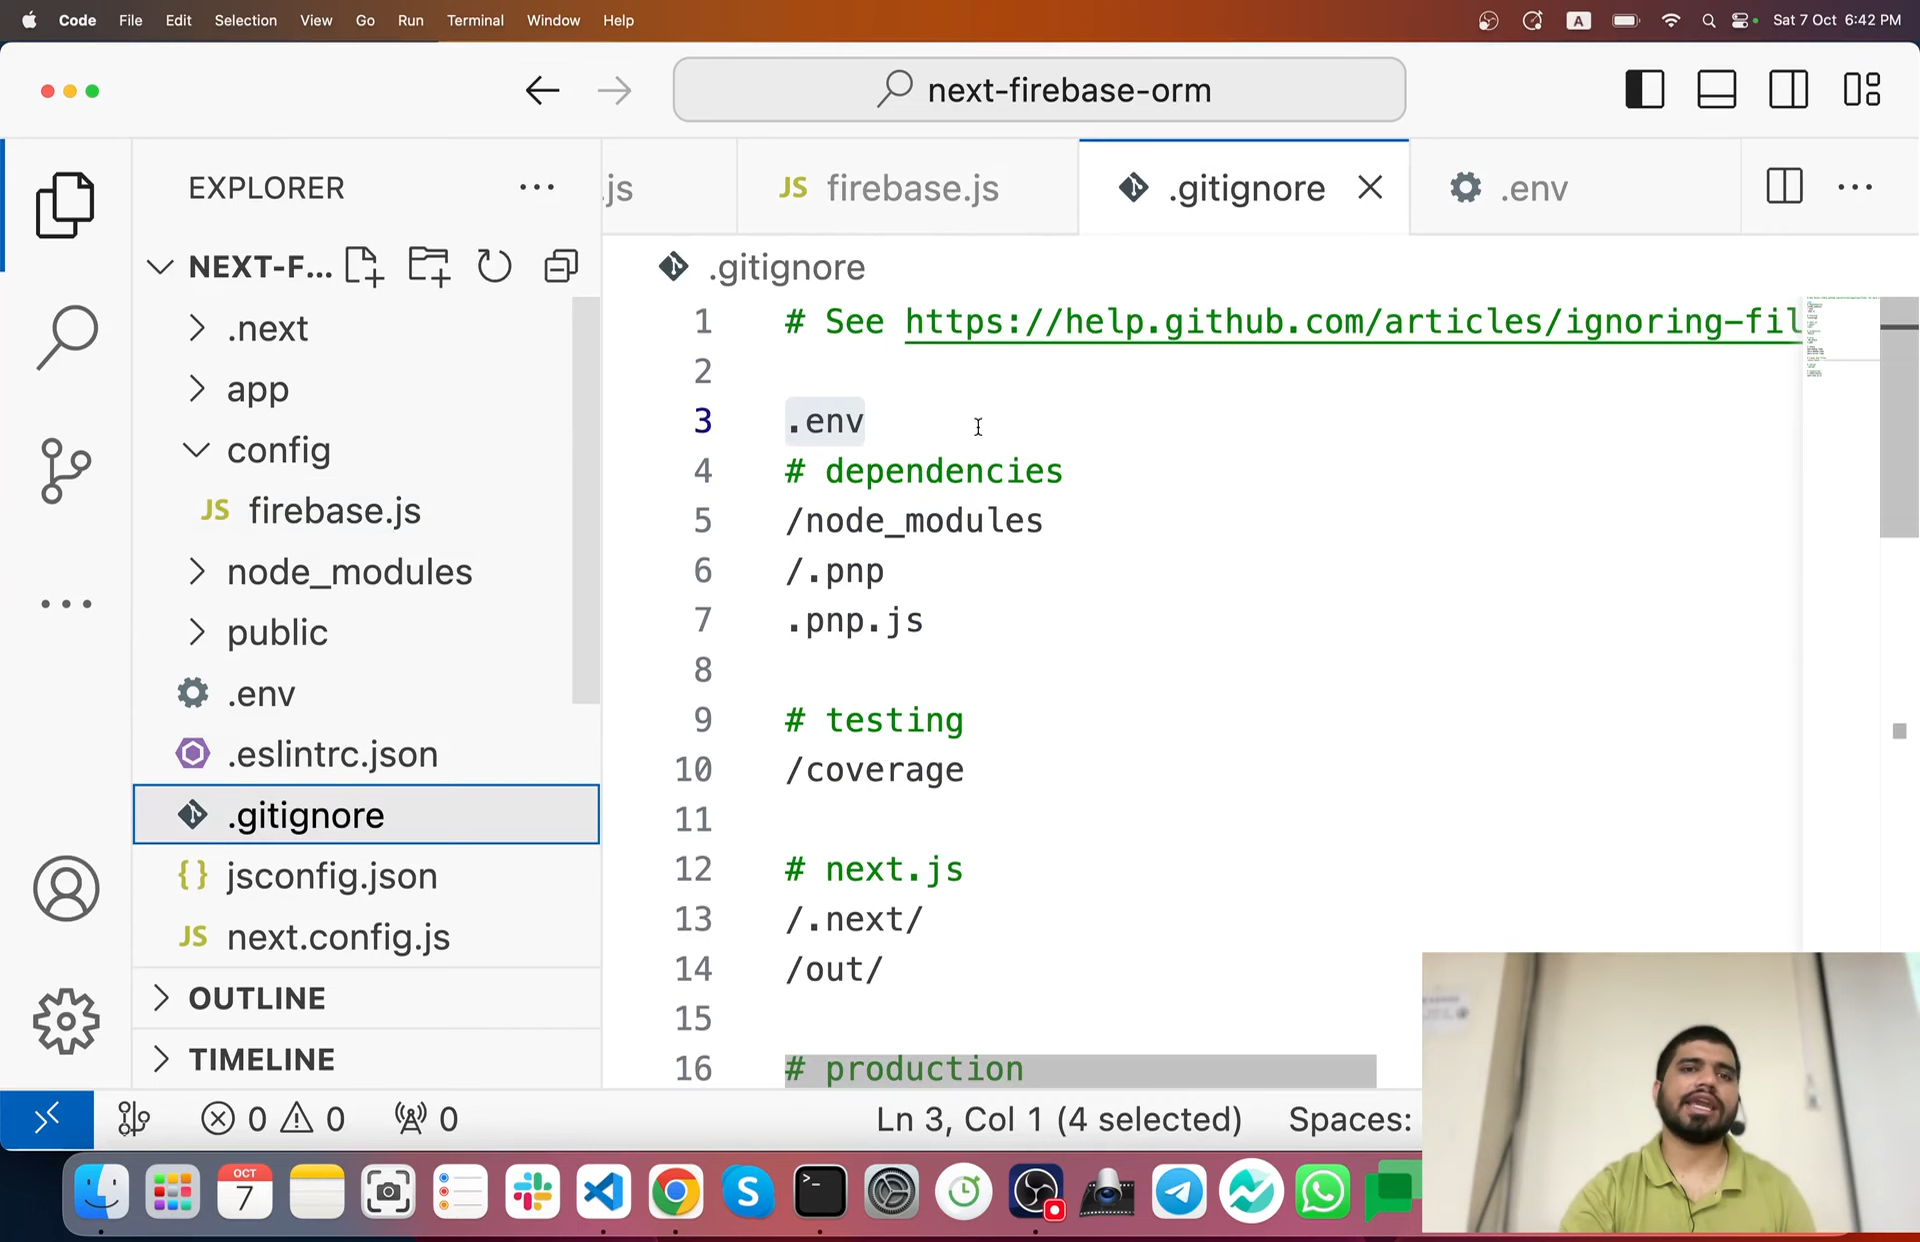 Code File Edit Selection View Go Run Terminal Window Help A Sat 7 Oct 6:42 PM
next-firebase-orm
EXPLORER
.js
JS firebase.js
.gitignore
.env
NEXT-F...
.gitignore
.next
app
config
JS firebase.js
node_modules
public
.env
.eslintrc.json
.gitignore
{} jsconfig.json
JS next.config.js
OUTLINE
TIMELINE
1 # See https://help.github.com/articles/ignoring-fil
2
3 .env
4 # dependencies
5 /node_modules
6 /.pnp
7 .pnp.js
8
9 # testing
10 /coverage
11
12 # next.js
13 /.next/
14 /out/
15
16 # production
0 0 0 Ln 3, Col 1 (4 selected) Spaces:
OCT
7